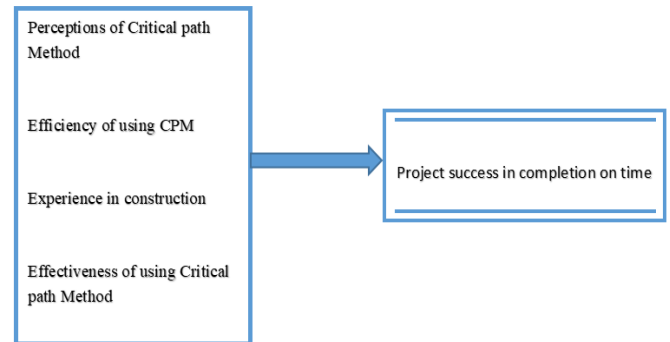 Perceptions of Critical path
Method
Efficiency of using CPM
Experience in construction
Effectiveness of using Critical
path Method
Project success in completion on time